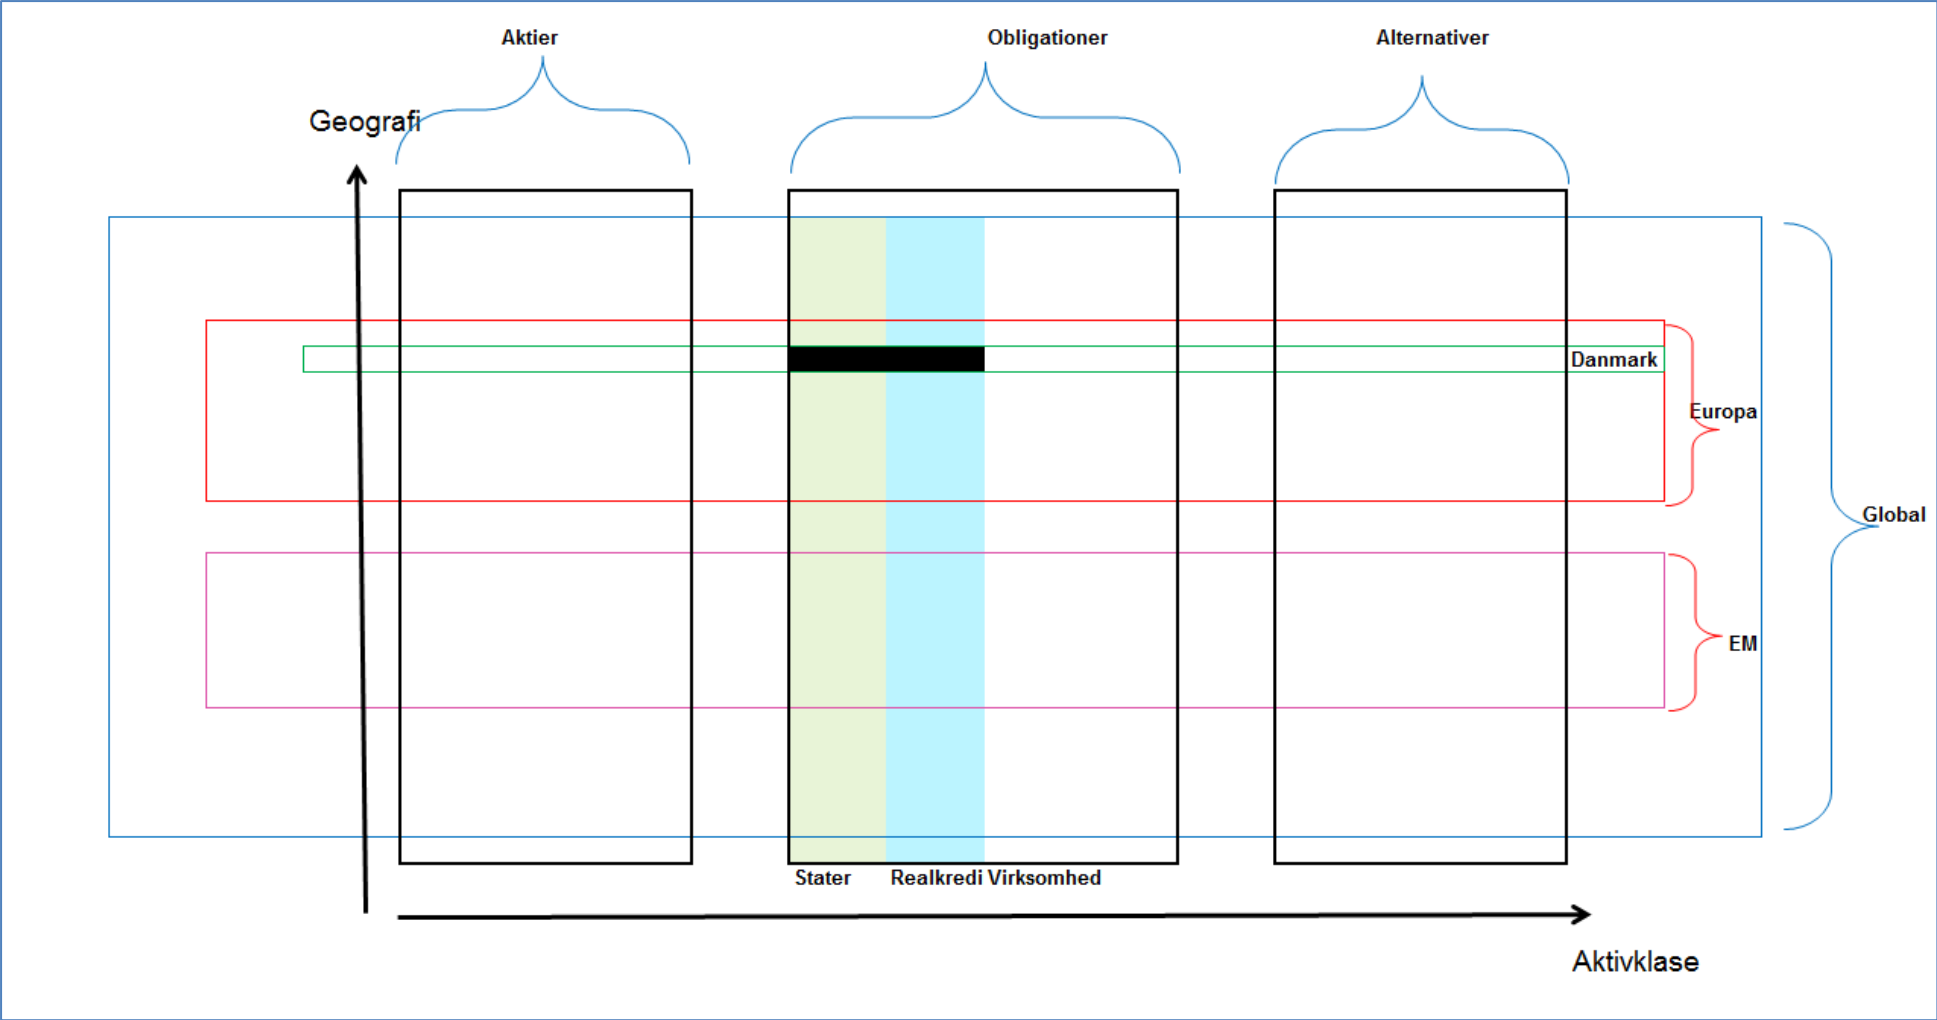 Aktier
Obligationer
Alternativer
Geografi
Danmark
Europa
Global
EM
Stater
Realkredi
Virksomhed
Aktivklase